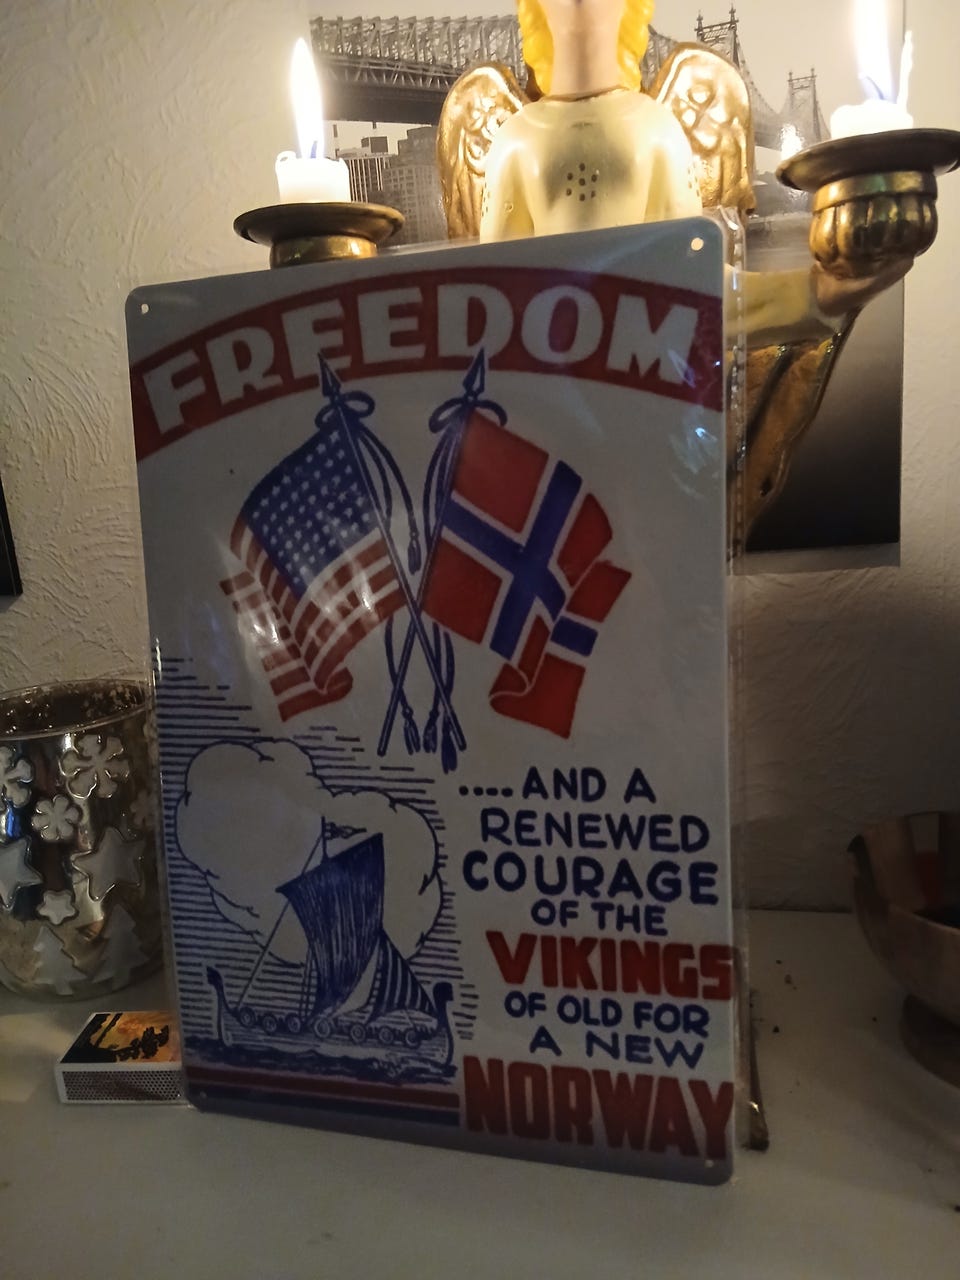 FREEDOM
....AND A
RENEWED
COURAGE
OF THE
VIKINGS
OF OLD FOR
A NEW
NORWAY